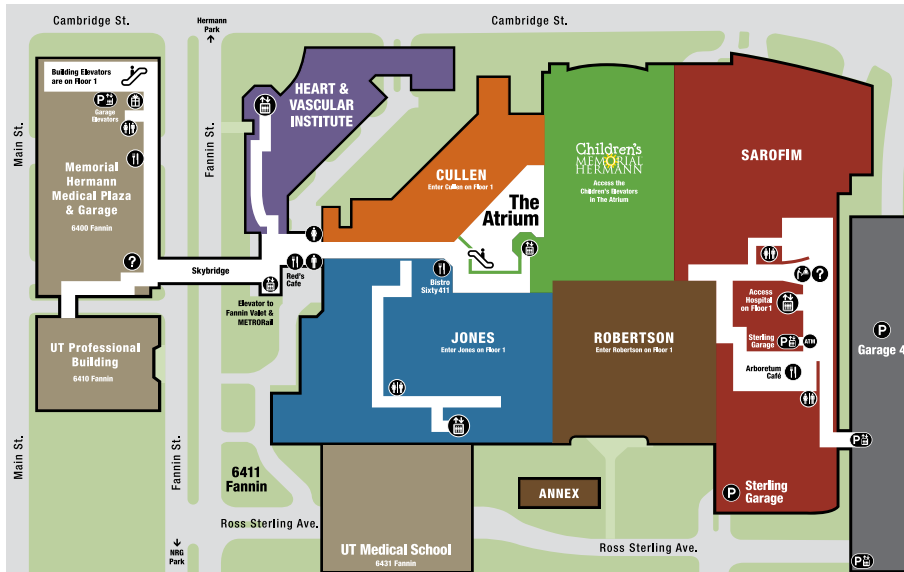 Cambridge St.
Hermann
Park
Cambridge St.
Building Elevators
are on Floor 1
P
Garage
Elevators
Main St.
Fannin St.
HEART &
VASCULAR
INSTITUTE
Memorial
Hermann
Medical Plaza
& Garage
6400 Fannin
?
CULLEN
Enter Cullen on Floor 1
The
Atrium
Children's
MEMORIAL
HERMANN
Access the
Children's Elevators
in The Atrium
SAROFIM
Skybridge
Red's
Cafe
Elevator to
Fannin Valet &
METRORail
Bistro
Sixty411
JONES
Enter Jones on Floor 1
ROBERTSON
Enter Robertson on Floor 1
?
Access
Hospital
on Floor 1
Sterling
Garage
P
ATM
Arboretum
Café
P
Garage 4
P
UT Professional
Building
6410 Fannin
Main St.
Fannin St.
6411
Fannin
ANNEX
P
Sterling
Garage
Ross Sterling Ave.
Ross Sterling Ave.
NRG
Park
UT Medical School
6431 Fannin
P